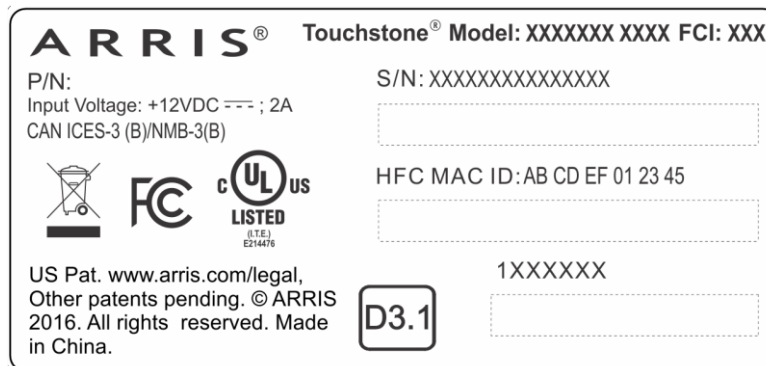 ARRIS® Touchstone® Model: XXXXXXX XXXX FCI: XXX
P/N:
Input Voltage: +12VDC ; 2A
CAN ICES-3 (B)/NMB-3(B)
S/N: XXXXXXXXXXXXXXX
FC
C UL US
LISTED
(I.T.E.)
E214476
HFC MAC ID: AB CD EF 01 23 45
US Pat. www.arris.com/legal,
Other patents pending. © ARRIS
2016. All rights reserved. Made
in China.
D3.1
1XXXXXX